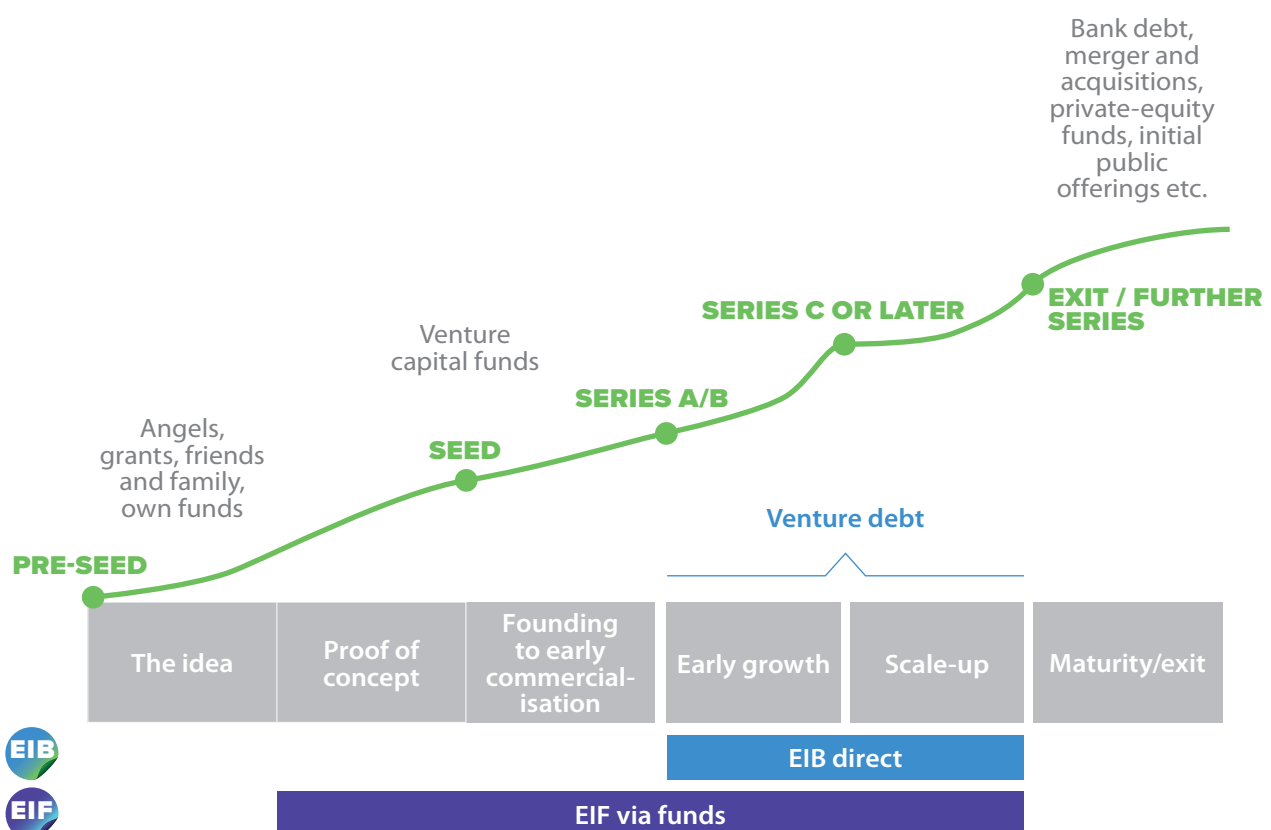 Bank debt,
merger and
acquisitions,
private-equity
funds, initial
public
offerings etc.
EXIT / FURTHER
SERIES
SERIES C OR LATER
Venture
capital funds
SERIES A/B
Angels,
grants, friends
and family,
own funds
SEED
Venture debt
PRE-SEED
The idea
Proof of
concept
Founding
to early
commercial-
isation
Early growth
Scale-up
Maturity/exit
EIB
EIB direct
EIF
EIF via funds